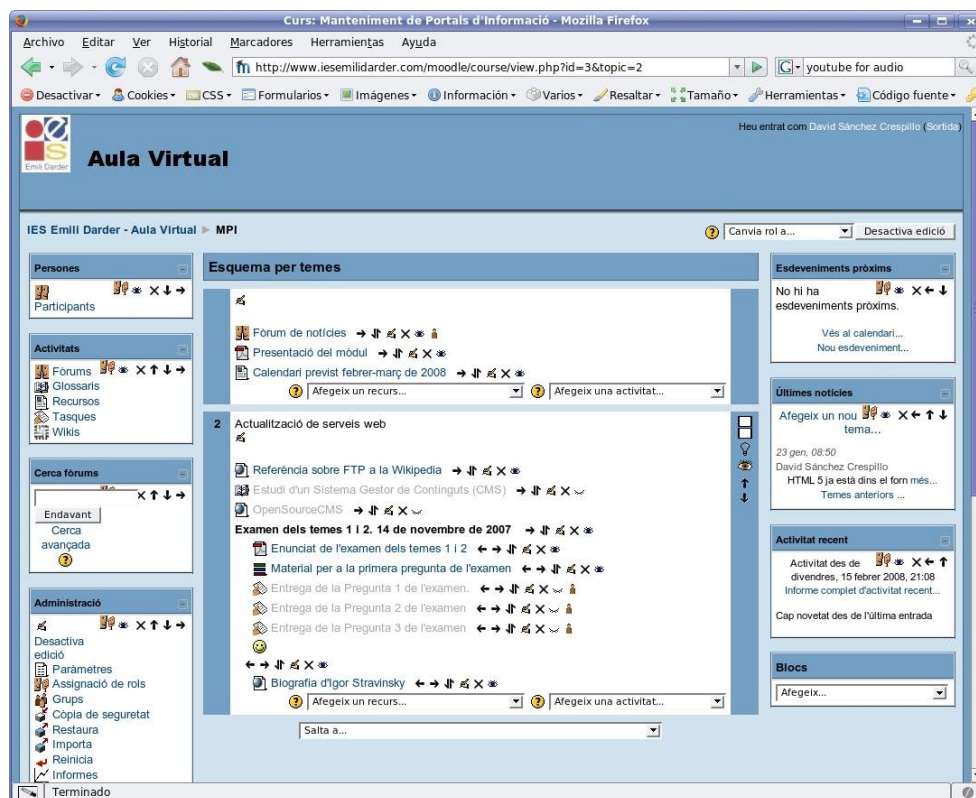 Curs: Manteniment de Portals d'Informació - Mozilla Firefox
Archivo Editar Ver Historial Marcadores Herramientas Ayuda
http://www.iesemilidarder.com/moodle/course/view.php?id=3&topic=2
youtube for audio
Desactivar Cookies CSS Formularios Imágenes Información Varios Resaltar Tamaño Herramientas Código fuente
Heu entrat com David Sánchez Crespillo (Sortida)
Emili Darder
Aula Virtual
IES Emili Darder - Aula Virtual ► MPI
Canvia rol a...
Desactiva edició
Persones
Participants
Activitats
Fòrums
Glossaris
Recursos
Tasques
Wikis
Cerca fòrums
Endavant
Cerca
avançada
Administració
Desactiva
edició
Paràmetres
Assignació de rols
Grups
Còpia de seguretat
Restaura
Importa
Reinicia
Informes
Esquema per temes
Fòrum de notícies
Presentació del mòdul
Calendari previst febrer-març de 2008
Afegeix un recurs... Afegeix una activitat...
2 Actualització de serveis web
Referència sobre FTP a la Wikipedia
Estudi d'un Sistema Gestor de Continguts (CMS)
OpenSourceCMS
Examen dels temes 1 i 2. 14 de novembre de 2007
Enunciat de l'examen dels temes 1 i 2
Material per a la primera pregunta de l'examen
Entrega de la Pregunta 1 de l'examen.
Entrega de la Pregunta 2 de l'examen
Entrega de la Pregunta 3 de l'examen
Biografia d'Igor Stravinsky
Afegeix un recurs... Afegeix una activitat...
Salta a...
Esdeveniments pròxims
No hi ha
esdeveniments pròxims.
Vés al calendari...
Nou esdeveniment...
Últimes notícies
Afegeix un nou
tema...
23 gen, 08:50
David Sánchez Crespillo
HTML 5 ja està dins el forn més...
Temes anteriors ...
Activitat recent
Activitat des de
divendres, 15 febrer 2008, 21:08
Informe complet d'activitat recent...
Cap novetat des de l'última entrada
Blocs
Afegeix...
Terminado